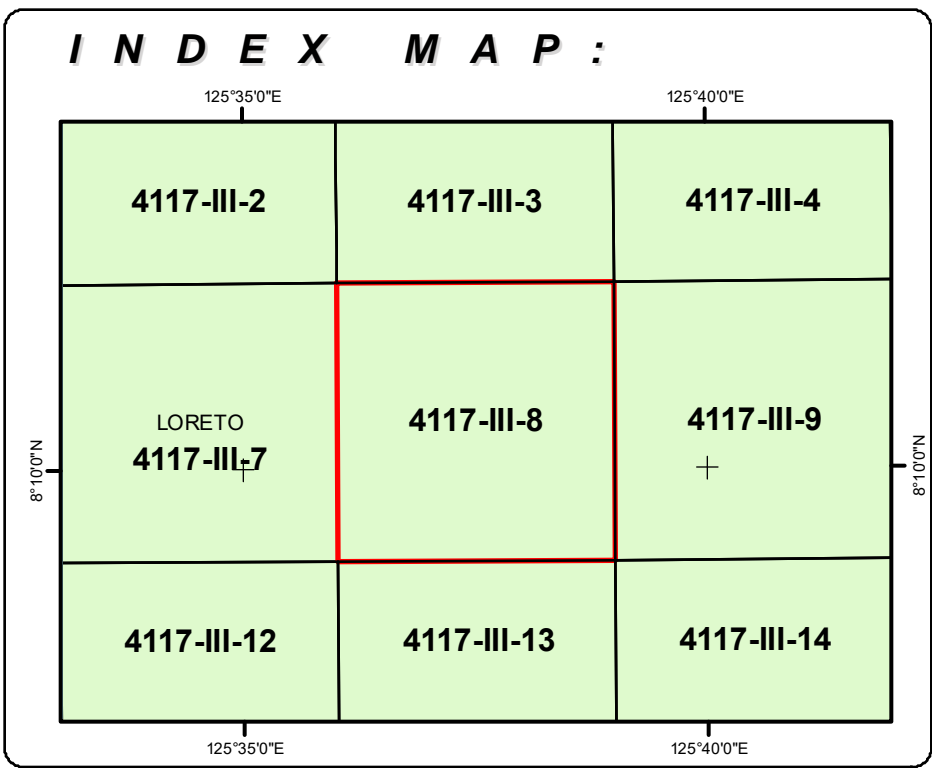 INDEX MAP:
125°35'0"E 125°40'0"E
4117-III-2 4117-III-3 4117-III-4
LORETO
4117-III-7 4117-III-8 4117-III-9
8°10'0"N 8°10'0"N
4117-III-12 4117-III-13 4117-III-14
125°35'0"E 125°40'0"E